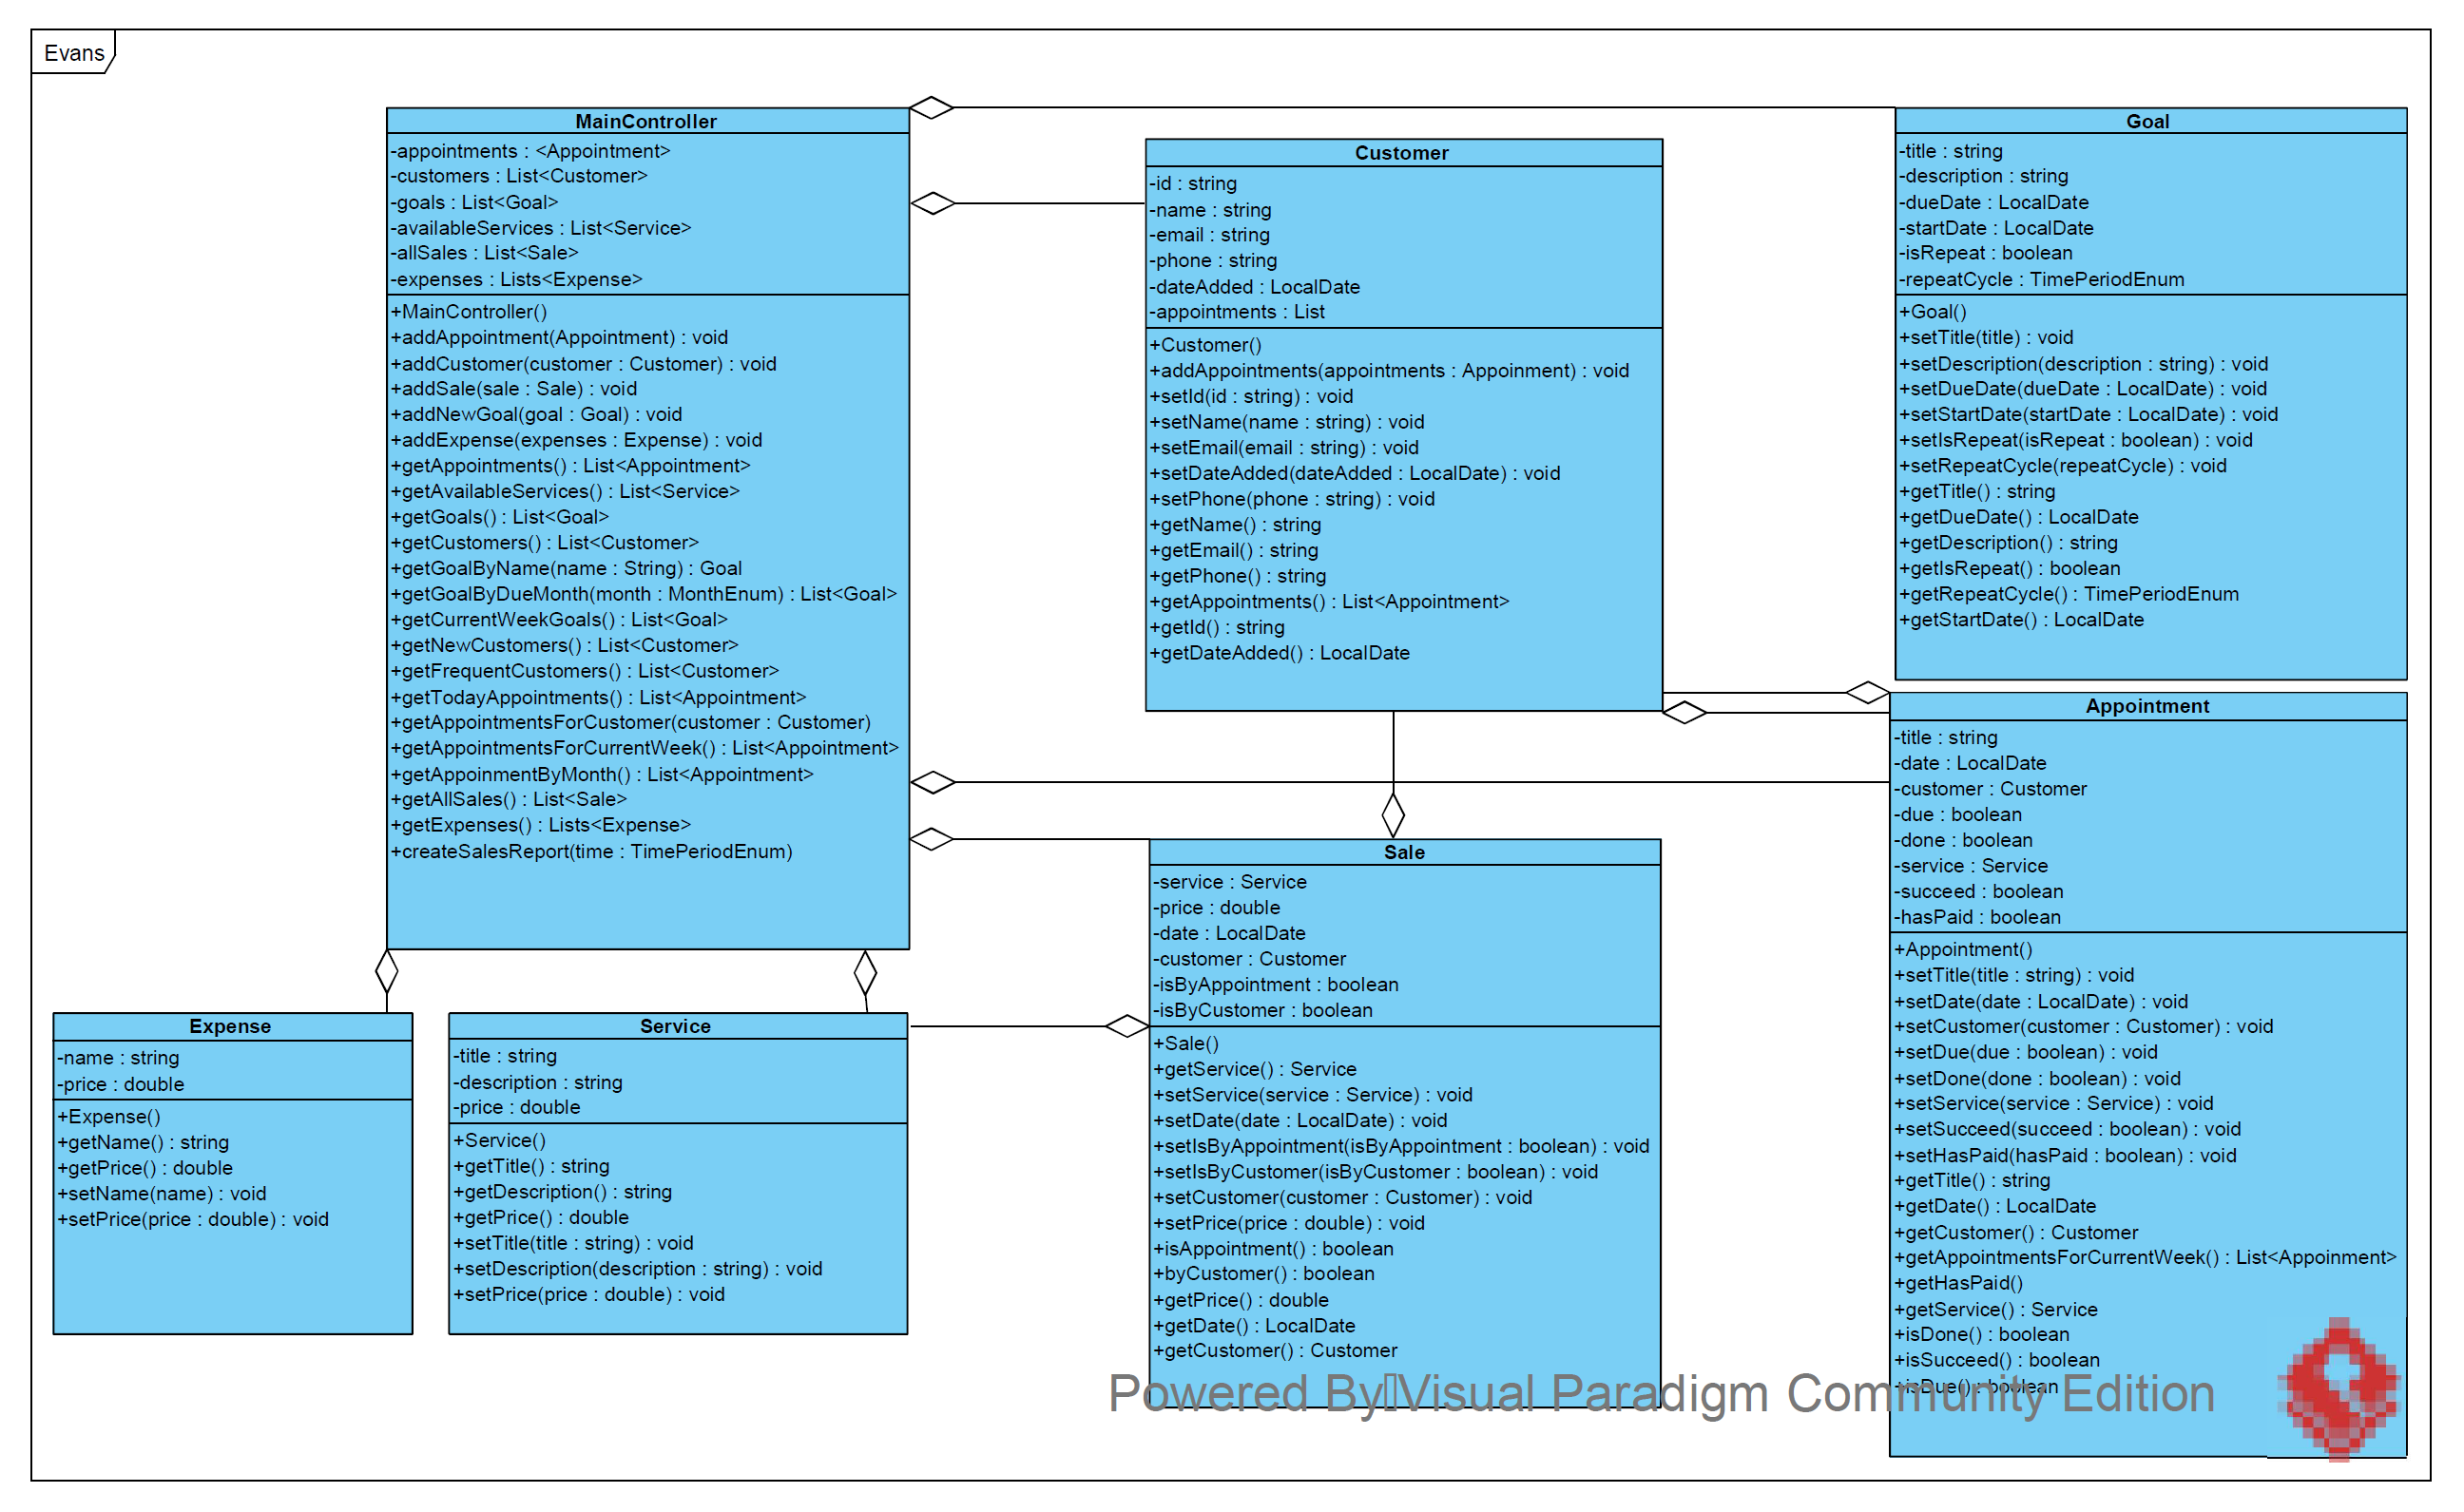 Evans
MainController
-appointments : <Appointment>
-customers : List<Customer>
-goals : List<Goal>
-availableServices : List<Service>
-allSales : List<Sale>
-expenses : Lists<Expense>
+MainController()
+addAppointment(Appointment) : void
+addCustomer(customer : Customer) : void
+addSale(sale : Sale) : void
+addNewGoal(goal : Goal) : void
+addExpense(expenses : Expense) : void
+getAppointments() : List<Appointment>
+getAvailableServices() : List<Service>
+getGoals() : List<Goal>
+getCustomers() : List<Customer>
+getGoalByName(name : String) : Goal
+getGoalByDueMonth(month : MonthEnum) : List<Goal>
+getCurrentWeekGoals() : List<Goal>
+getNewCustomers() : List<Customer>
+getFrequentCustomers() : List<Customer>
+getTodayAppointments() : List<Appointment>
+getAppointmentsForCustomer(customer : Customer)
+getAppointmentsForCurrentWeek() : List<Appointment>
+getAppoinmentByMonth() : List<Appointment>
+getAllSales() : List<Sale>
+getExpenses() : Lists<Expense>
+createSalesReport(time : TimePeriodEnum)
Customer
-id : string
-name : string
-email : string
-phone : string
-dateAdded : LocalDate
-appointments : List
+Customer()
+addAppointments(appointments : Appoinment) : void
+setId(id : string) : void
+setName(name : string) : void
+setEmail(email : string) : void
+setDateAdded(dateAdded : LocalDate) : void
+setPhone(phone : string) : void
+getName() : string
+getEmail() : string
+getPhone() : string
+getAppointments() : List<Appointment>
+getId() : string
+getDateAdded() : LocalDate
Goal
-title : string
-description : string
-dueDate : LocalDate
-startDate : LocalDate
-isRepeat : boolean
-repeatCycle : TimePeriodEnum
+Goal()
+setTitle(title) : void
+setDescription(description : string) : void
+setDueDate(dueDate : LocalDate) : void
+setStartDate(startDate : LocalDate) : void
+setIsRepeat(isRepeat : boolean) : void
+setRepeatCycle(repeatCycle) : void
+getTitle() : string
+getDueDate() : LocalDate
+getDescription() : string
+getIsRepeat() : boolean
+getRepeatCycle() : TimePeriodEnum
+getStartDate() : LocalDate
Appointment
-title : string
-date : LocalDate
-customer : Customer
-due : boolean
-done : boolean
-service : Service
-succeed : boolean
-hasPaid : boolean
+Appointment()
+setTitle(title : string) : void
+setDate(date : LocalDate) : void
+setCustomer(customer : Customer) : void
+setDue(due : boolean) : void
+setDone(done : boolean) : void
+setService(service : Service) : void
+setSucceed(succeed : boolean) : void
+setHasPaid(hasPaid : boolean) : void
+getTitle() : string
+getDate() : LocalDate
+getCustomer() : Customer
+getAppointmentsForCurrentWeek() : List<Appoinment>
+getHasPaid()
+getService() : Service
+isDone() : boolean
+isSucceed() : boolean
+isDue() : boolean
Sale
-service : Service
-price : double
-date : LocalDate
-customer : Customer
-isByAppointment : boolean
-isByCustomer : boolean
+Sale()
+getService() : Service
+setService(service : Service) : void
+setDate(date : LocalDate) : void
+setIsByAppointment(isByAppointment : boolean) : void
+setIsByCustomer(isByCustomer : boolean) : void
+setCustomer(customer : Customer) : void
+setPrice(price : double) : void
+isAppointment() : boolean
+byCustomer() : boolean
+getPrice() : double
+getDate() : LocalDate
+getCustomer() : Customer
Expense
-name : string
-price : double
+Expense()
+getName() : string
+getPrice() : double
+setName(name) : void
+setPrice(price : double) : void
Service
-title : string
-description : string
-price : double
+Service()
+getTitle() : string
+getDescription() : string
+getPrice() : double
+setTitle(title : string) : void
+setDescription(description : string) : void
+setPrice(price : double) : void
Powered By Visual Paradigm Community Edition